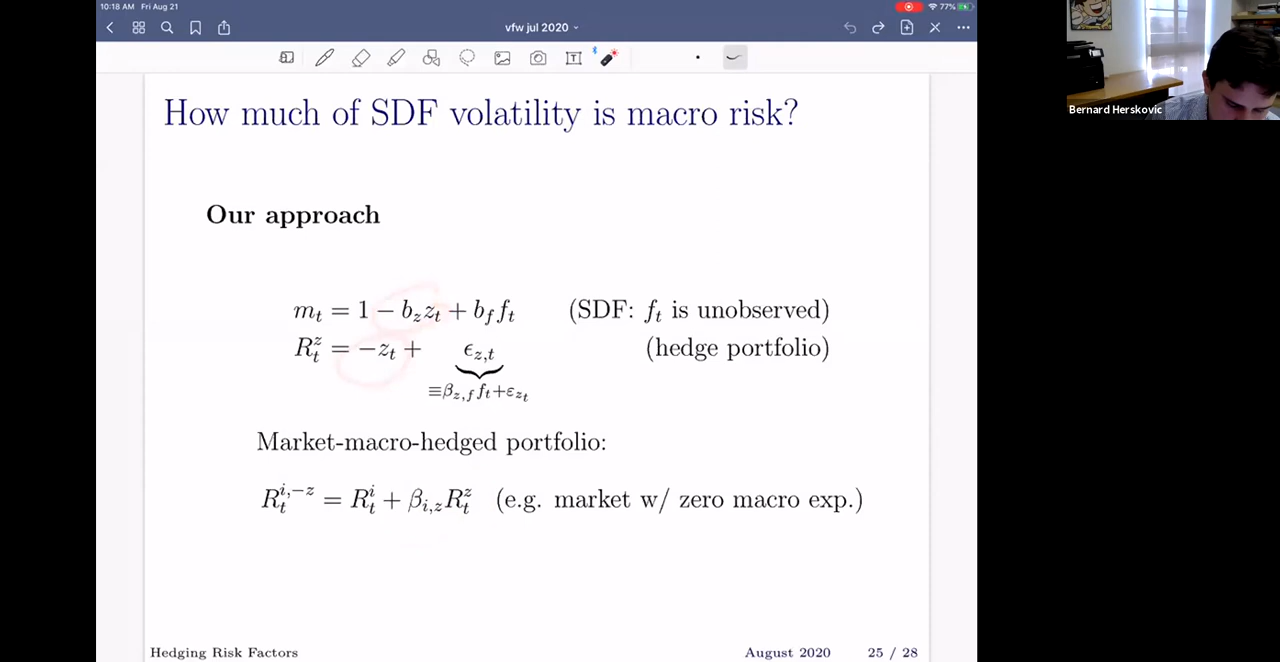 10:18 AM Fri Aug 21
77%
vfw jul 2020
T
How much of SDF volatility is macro risk?
Our approach
m_t = 1 − b_z z_t + b_f f_t (SDF: f_t is unobserved)
R_t^z = −z_t + ϵ_{z,t} (hedge portfolio)
≡β_{z,f} f_t+ε_{z_t}
Market-macro-hedged portfolio:
R_t^{i,−z} = R_t^i + β_{i,z} R_t^z (e.g. market w/ zero macro exp.)
Hedging Risk Factors August 2020 25 / 28
Bernard Herskovic